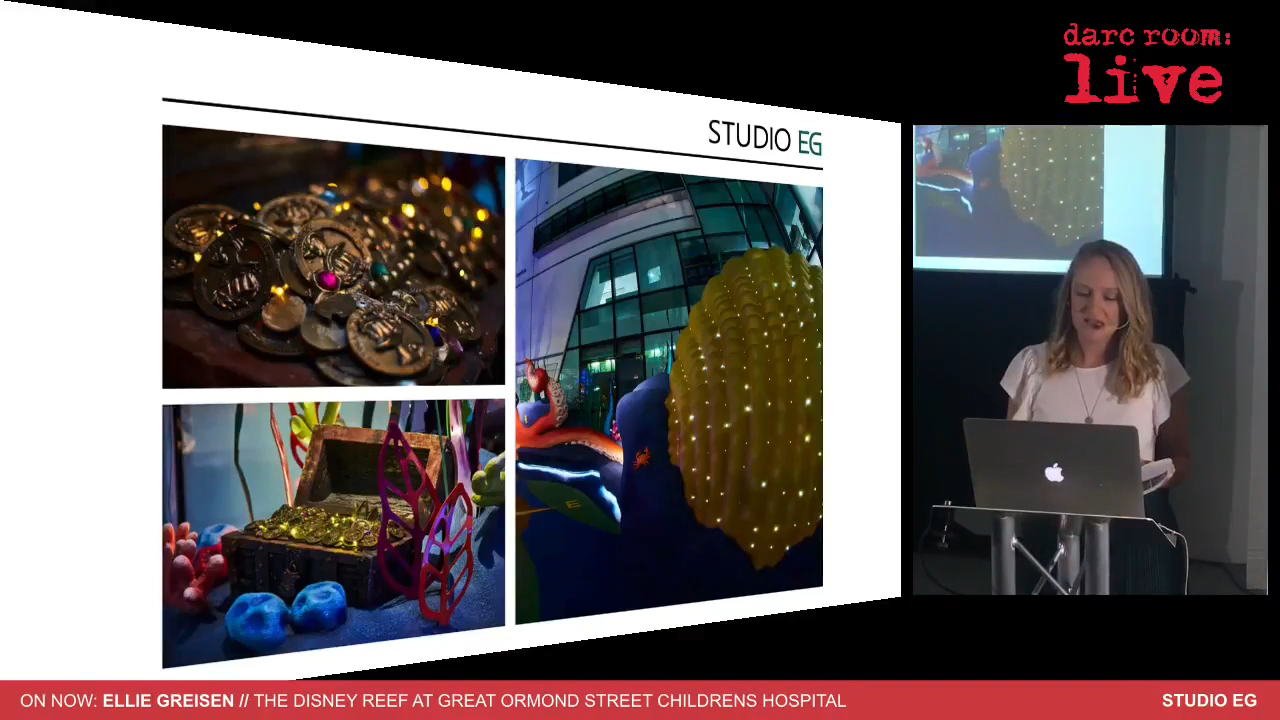 darc room:
live
STUDIO EG
ON NOW: ELLIE GREISEN // THE DISNEY REEF AT GREAT ORMOND STREET CHILDRENS HOSPITAL
STUDIO EG